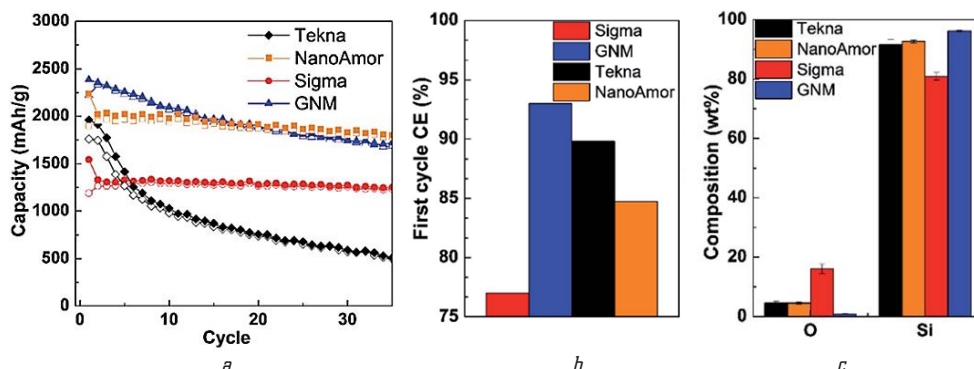 Capacity (mAh/g)
3000
2500
2000
1500
1000
500
0
Tekna
NanoAmor
Sigma
GNM
0
10
20
30
Cycle
a
First cycle CE (%)
100
95
90
85
80
75
Sigma
GNM
Tekna
NanoAmor
b
Composition (wt%)
100
80
60
40
20
0
Tekna
NanoAmor
Sigma
GNM
O
Si
c